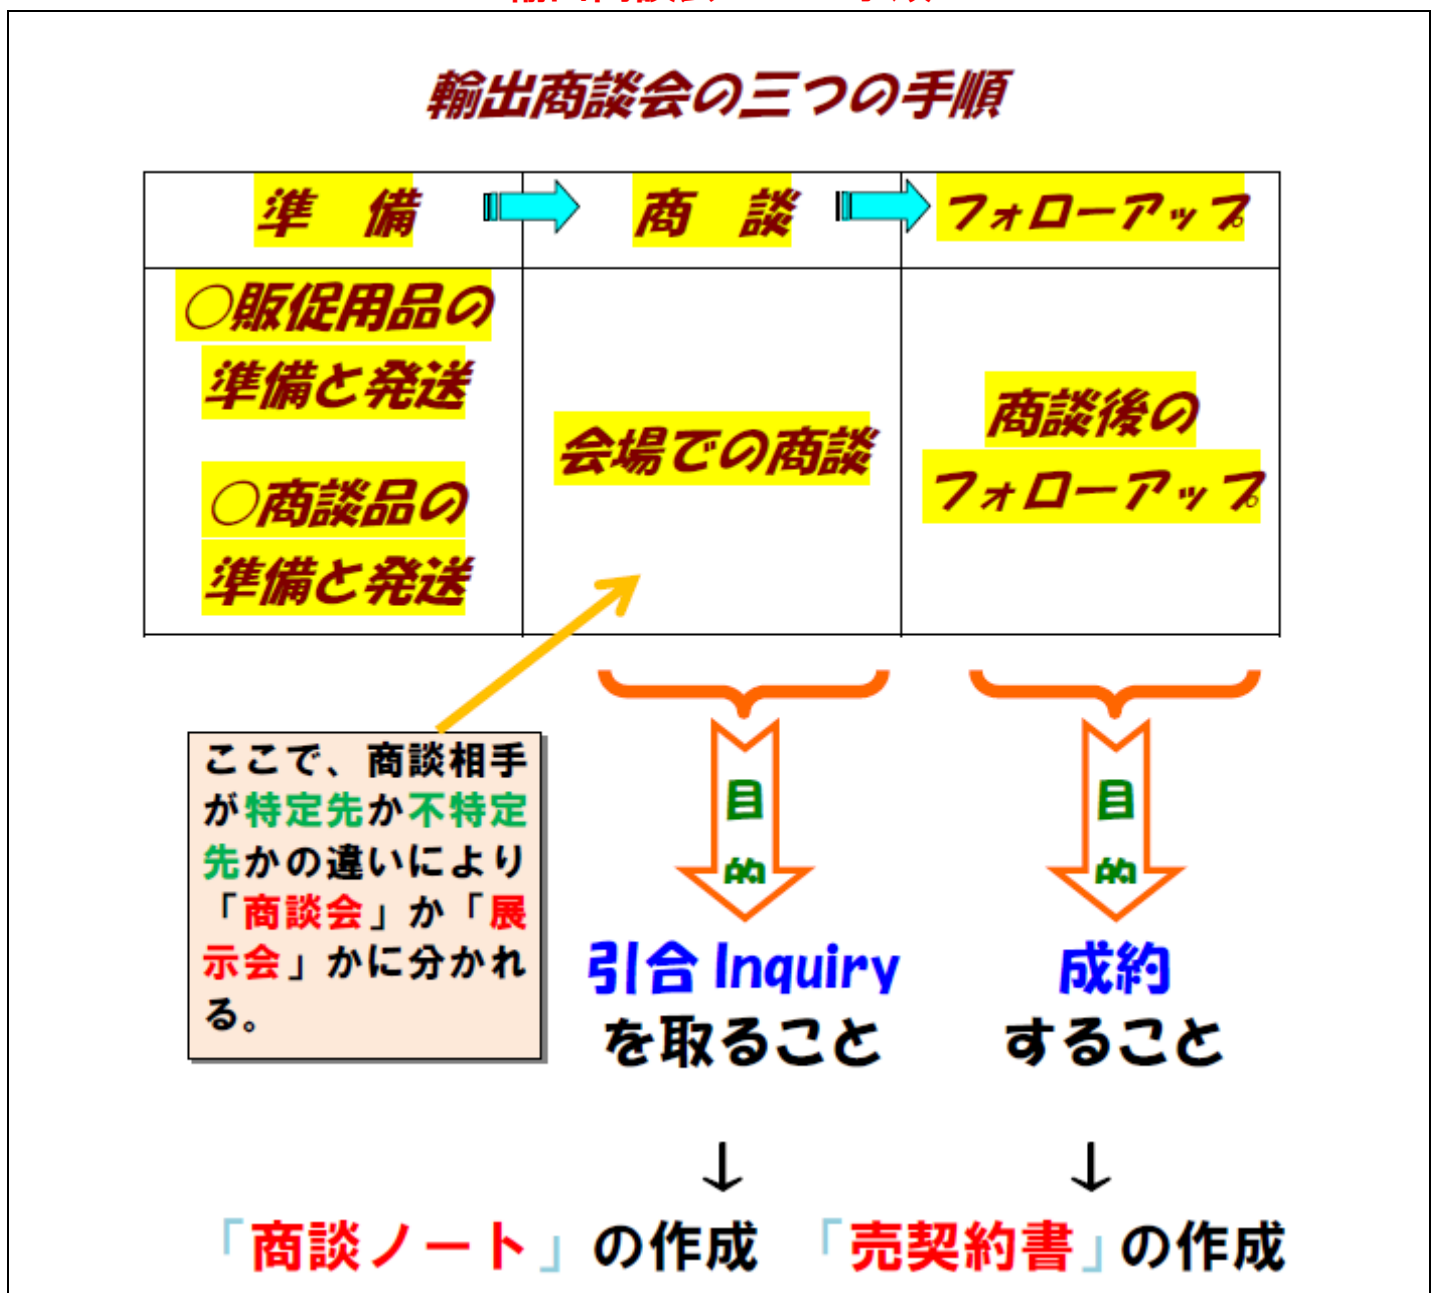 輸出商談会の三つの手順
準　備
商　談
フォローアップ
○販促用品の
準備と発送
○商談品の
準備と発送
会場での商談
商談後の
フォローアップ
ここで、商談相手
が特定先か不特定
先かの違いにより
「商談会」か「展
示会」かに分かれ
る。
目
的
目
的
引合 Inquiry
を取ること
成約
すること
↓
↓
「商談ノート」の作成
「売契約書」の作成